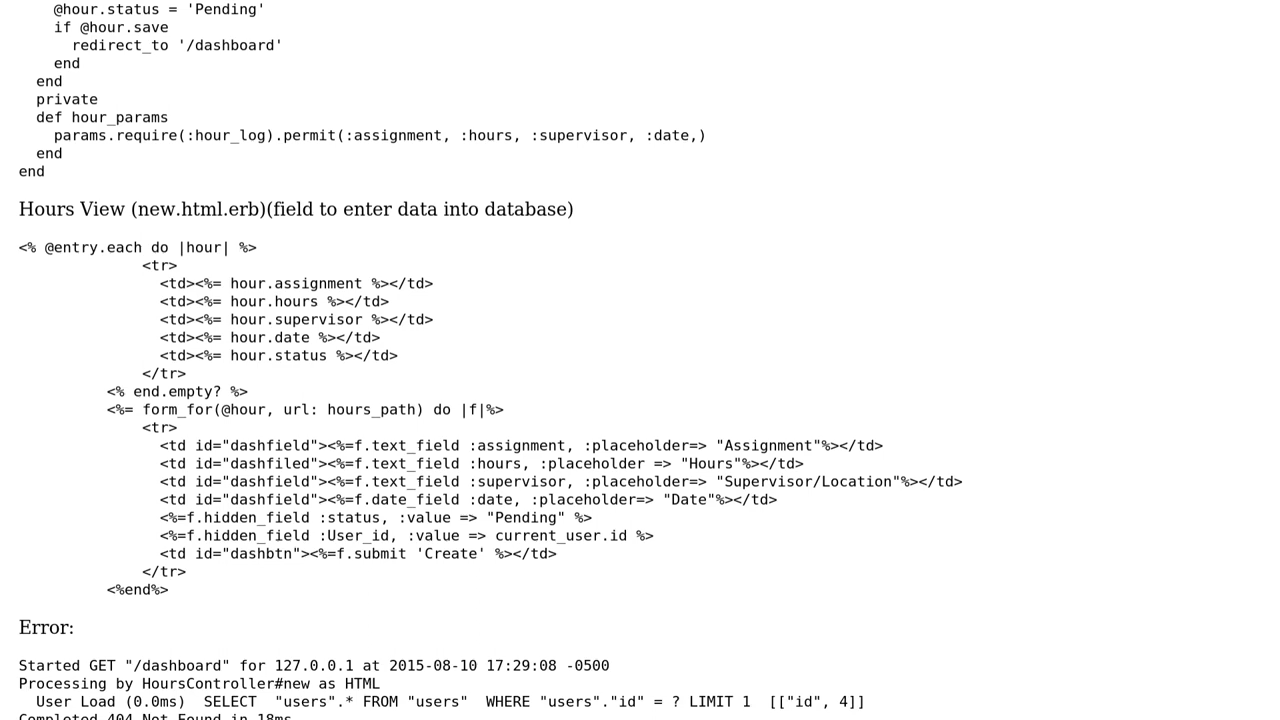 @hour.status = 'Pending'
if @hour.save
redirect_to '/dashboard'
end
end
private
def hour_params
params.require(:hour_log).permit(:assignment, :hours, :supervisor, :date,)
end
end
Hours View (new.html.erb)(field to enter data into database)
<% @entry.each do |hour| %>
<tr>
<td><%= hour.assignment %></td>
<td><%= hour.hours %></td>
<td><%= hour.supervisor %></td>
<td><%= hour.date %></td>
<td><%= hour.status %></td>
</tr>
<% end.empty? %>
<%= form_for(@hour, url: hours_path) do |f|%>
<tr>
<td id="dashfield"><%=f.text_field :assignment, :placeholder=> "Assignment"%></td>
<td id="dashfiled"><%=f.text_field :hours, :placeholder => "Hours"%></td>
<td id="dashfield"><%=f.text_field :supervisor, :placeholder=> "Supervisor/Location"%></td>
<td id="dashfield"><%=f.date_field :date, :placeholder=> "Date"%></td>
<%=f.hidden_field :status, :value => "Pending" %>
<%=f.hidden_field :User_id, :value => current_user.id %>
<td id="dashbtn"><%=f.submit 'Create' %></td>
</tr>
<%end%>
Error:
Started GET "/dashboard" for 127.0.0.1 at 2015-08-10 17:29:08 -0500
Processing by HoursController#new as HTML
User Load (0.0ms)  SELECT  "users".* FROM "users"  WHERE "users"."id" = ? LIMIT 1  [["id", 4]]
Completed 404 Not Found in 18ms